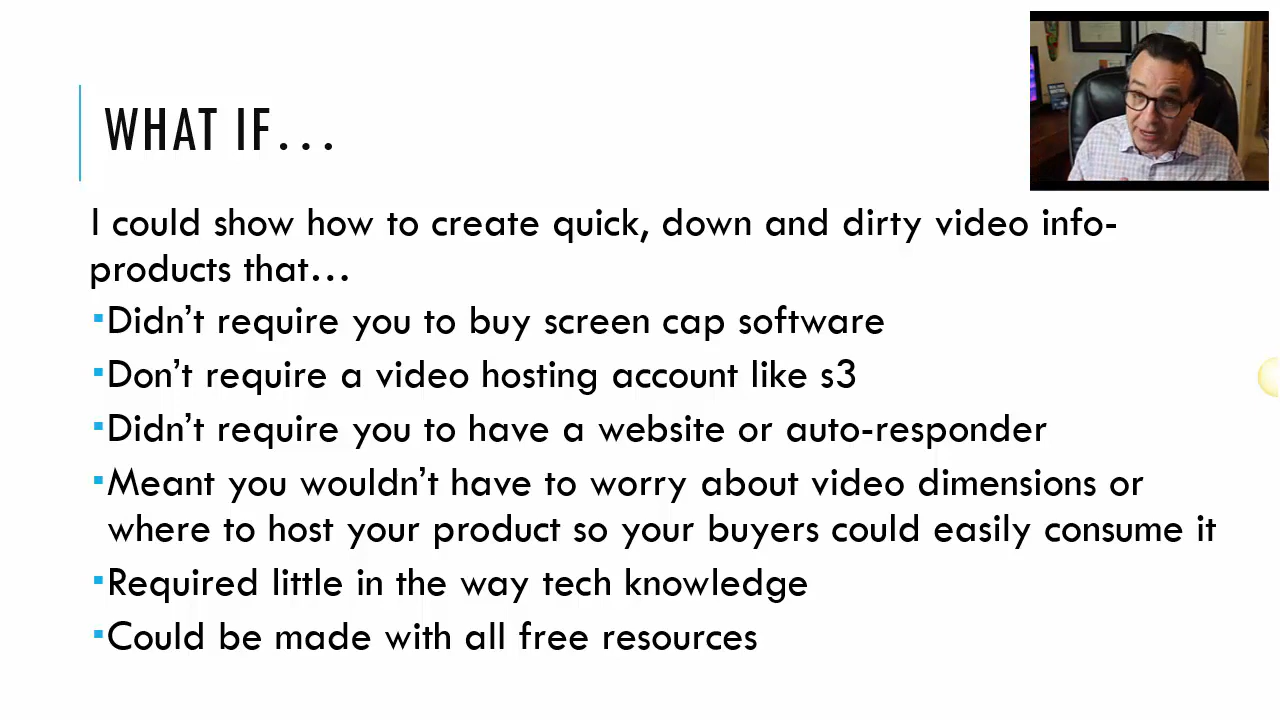 WHAT IF...
I could show how to create quick, down and dirty video info-
products that...
▪Didn't require you to buy screen cap software
▪Don't require a video hosting account like s3
▪Didn't require you to have a website or auto-responder
▪Meant you wouldn't have to worry about video dimensions or
where to host your product so your buyers could easily consume it
▪Required little in the way tech knowledge
▪Could be made with all free resources